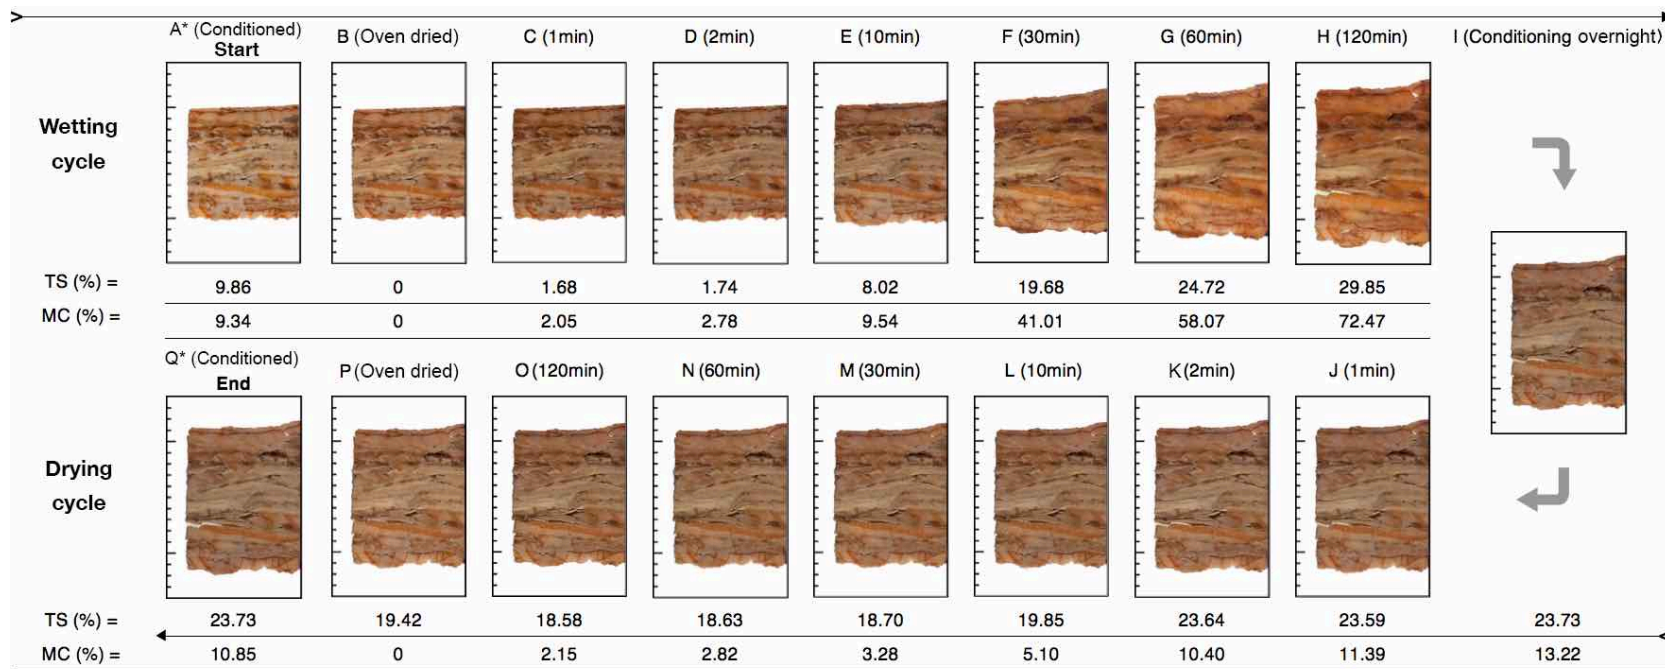 A* (Conditioned) B (Oven dried) C (1min) D (2min) E (10min) F (30min) G (60min) H (120min) I (Conditioning overnight)
Start
Wetting
cycle
TS (%) = 9.86 0 1.68 1.74 8.02 19.68 24.72 29.85
MC (%) = 9.34 0 2.05 2.78 9.54 41.01 58.07 72.47
Q* (Conditioned) P (Oven dried) O (120min) N (60min) M (30min) L (10min) K (2min) J (1min)
End
Drying
cycle
TS (%) = 23.73 19.42 18.58 18.63 18.70 19.85 23.64 23.59 23.73
MC (%) = 10.85 0 2.15 2.82 3.28 5.10 10.40 11.39 13.22